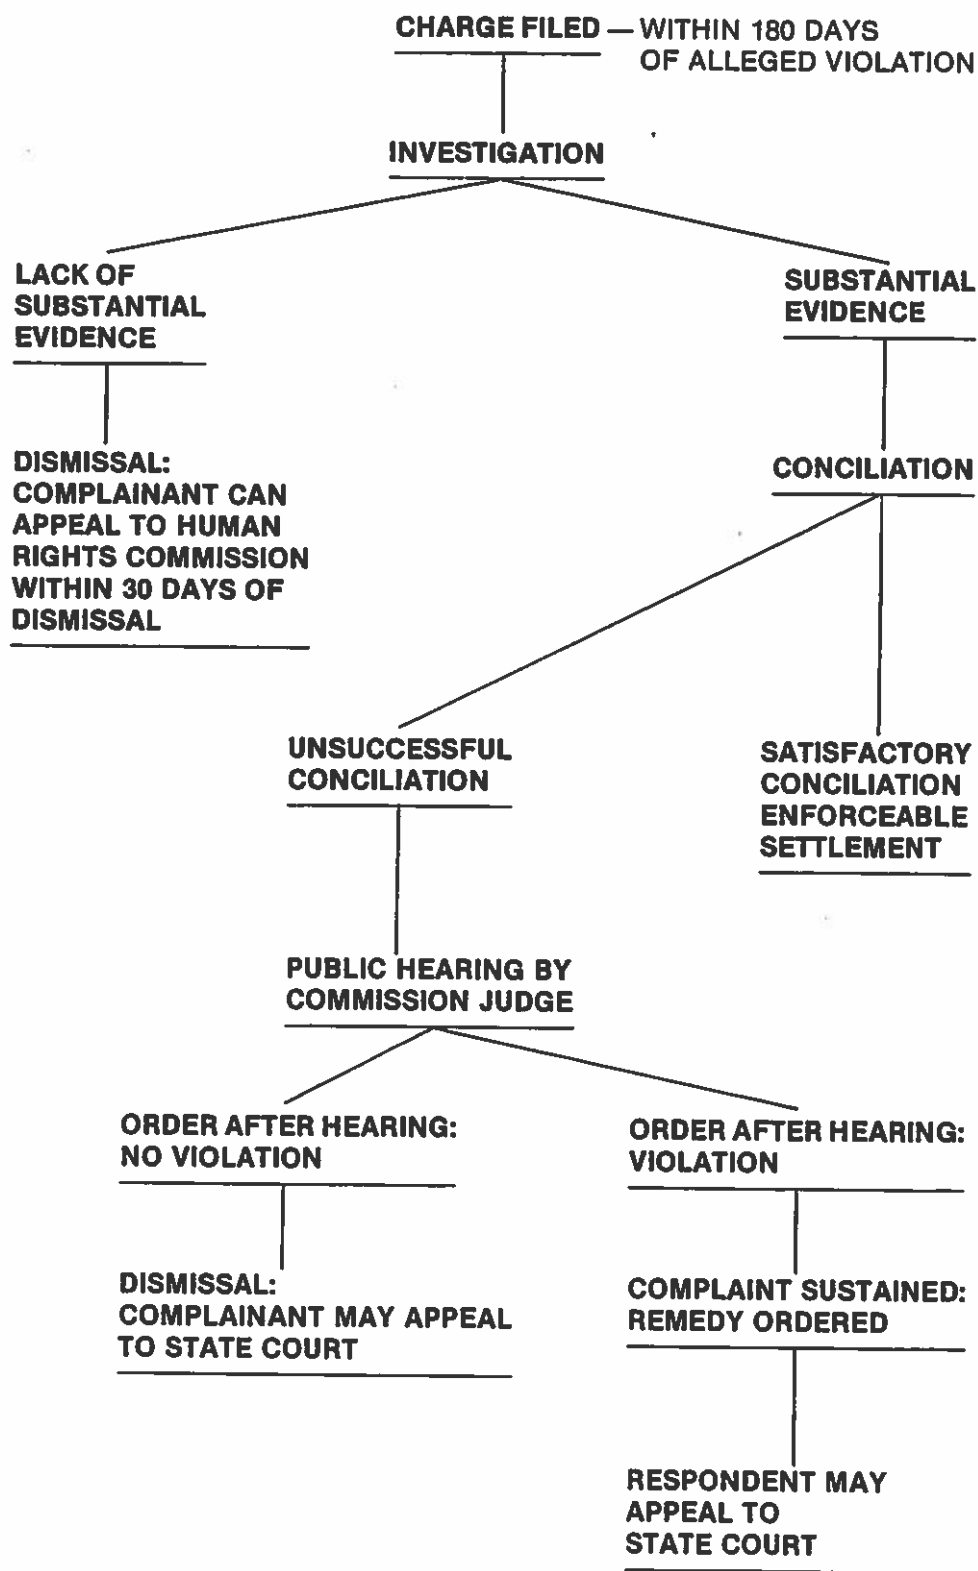 CHARGE FILED — WITHIN 180 DAYS
OF ALLEGED VIOLATION
INVESTIGATION
LACK OF
SUBSTANTIAL
EVIDENCE
SUBSTANTIAL
EVIDENCE
DISMISSAL:
COMPLAINANT CAN
APPEAL TO HUMAN
RIGHTS COMMISSION
WITHIN 30 DAYS OF
DISMISSAL
CONCILIATION
UNSUCCESSFUL
CONCILIATION
SATISFACTORY
CONCILIATION
ENFORCEABLE
SETTLEMENT
PUBLIC HEARING BY
COMMISSION JUDGE
ORDER AFTER HEARING:
NO VIOLATION
ORDER AFTER HEARING:
VIOLATION
DISMISSAL:
COMPLAINANT MAY APPEAL
TO STATE COURT
COMPLAINT SUSTAINED:
REMEDY ORDERED
RESPONDENT MAY
APPEAL TO
STATE COURT